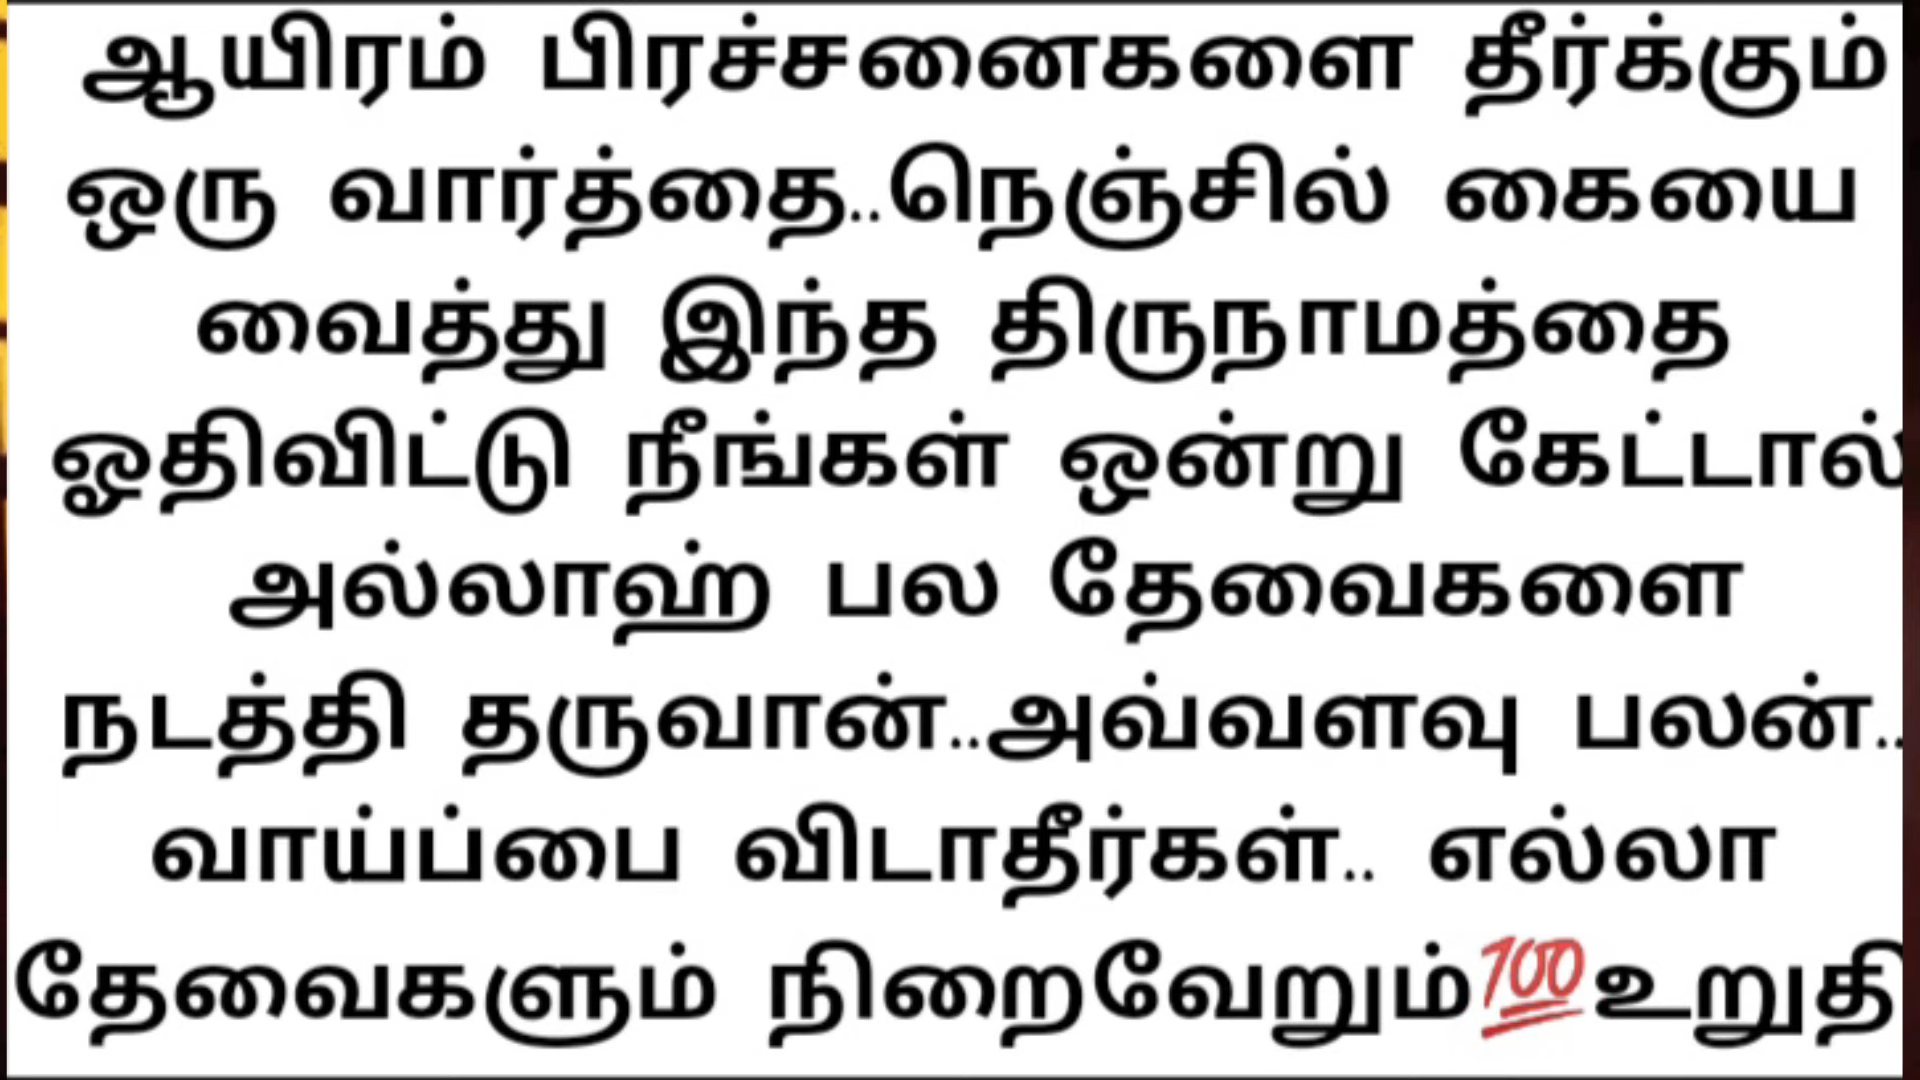 ஆயிரம் பிரச்சனைகளை தீர்க்கும்
ஒரு வார்த்தை..நெஞ்சில் கையை
வைத்து இந்த திருநாமத்தை
ஓதிவிட்டு நீங்கள் ஒன்று கேட்டால்
அல்லாஹ் பல தேவைகளை
நடத்தி தருவான்..அவ்வளவு பலன்..
வாய்ப்பை விடாதீர்கள்.. எல்லா
தேவைகளும் நிறைவேறும்💯உறுதி